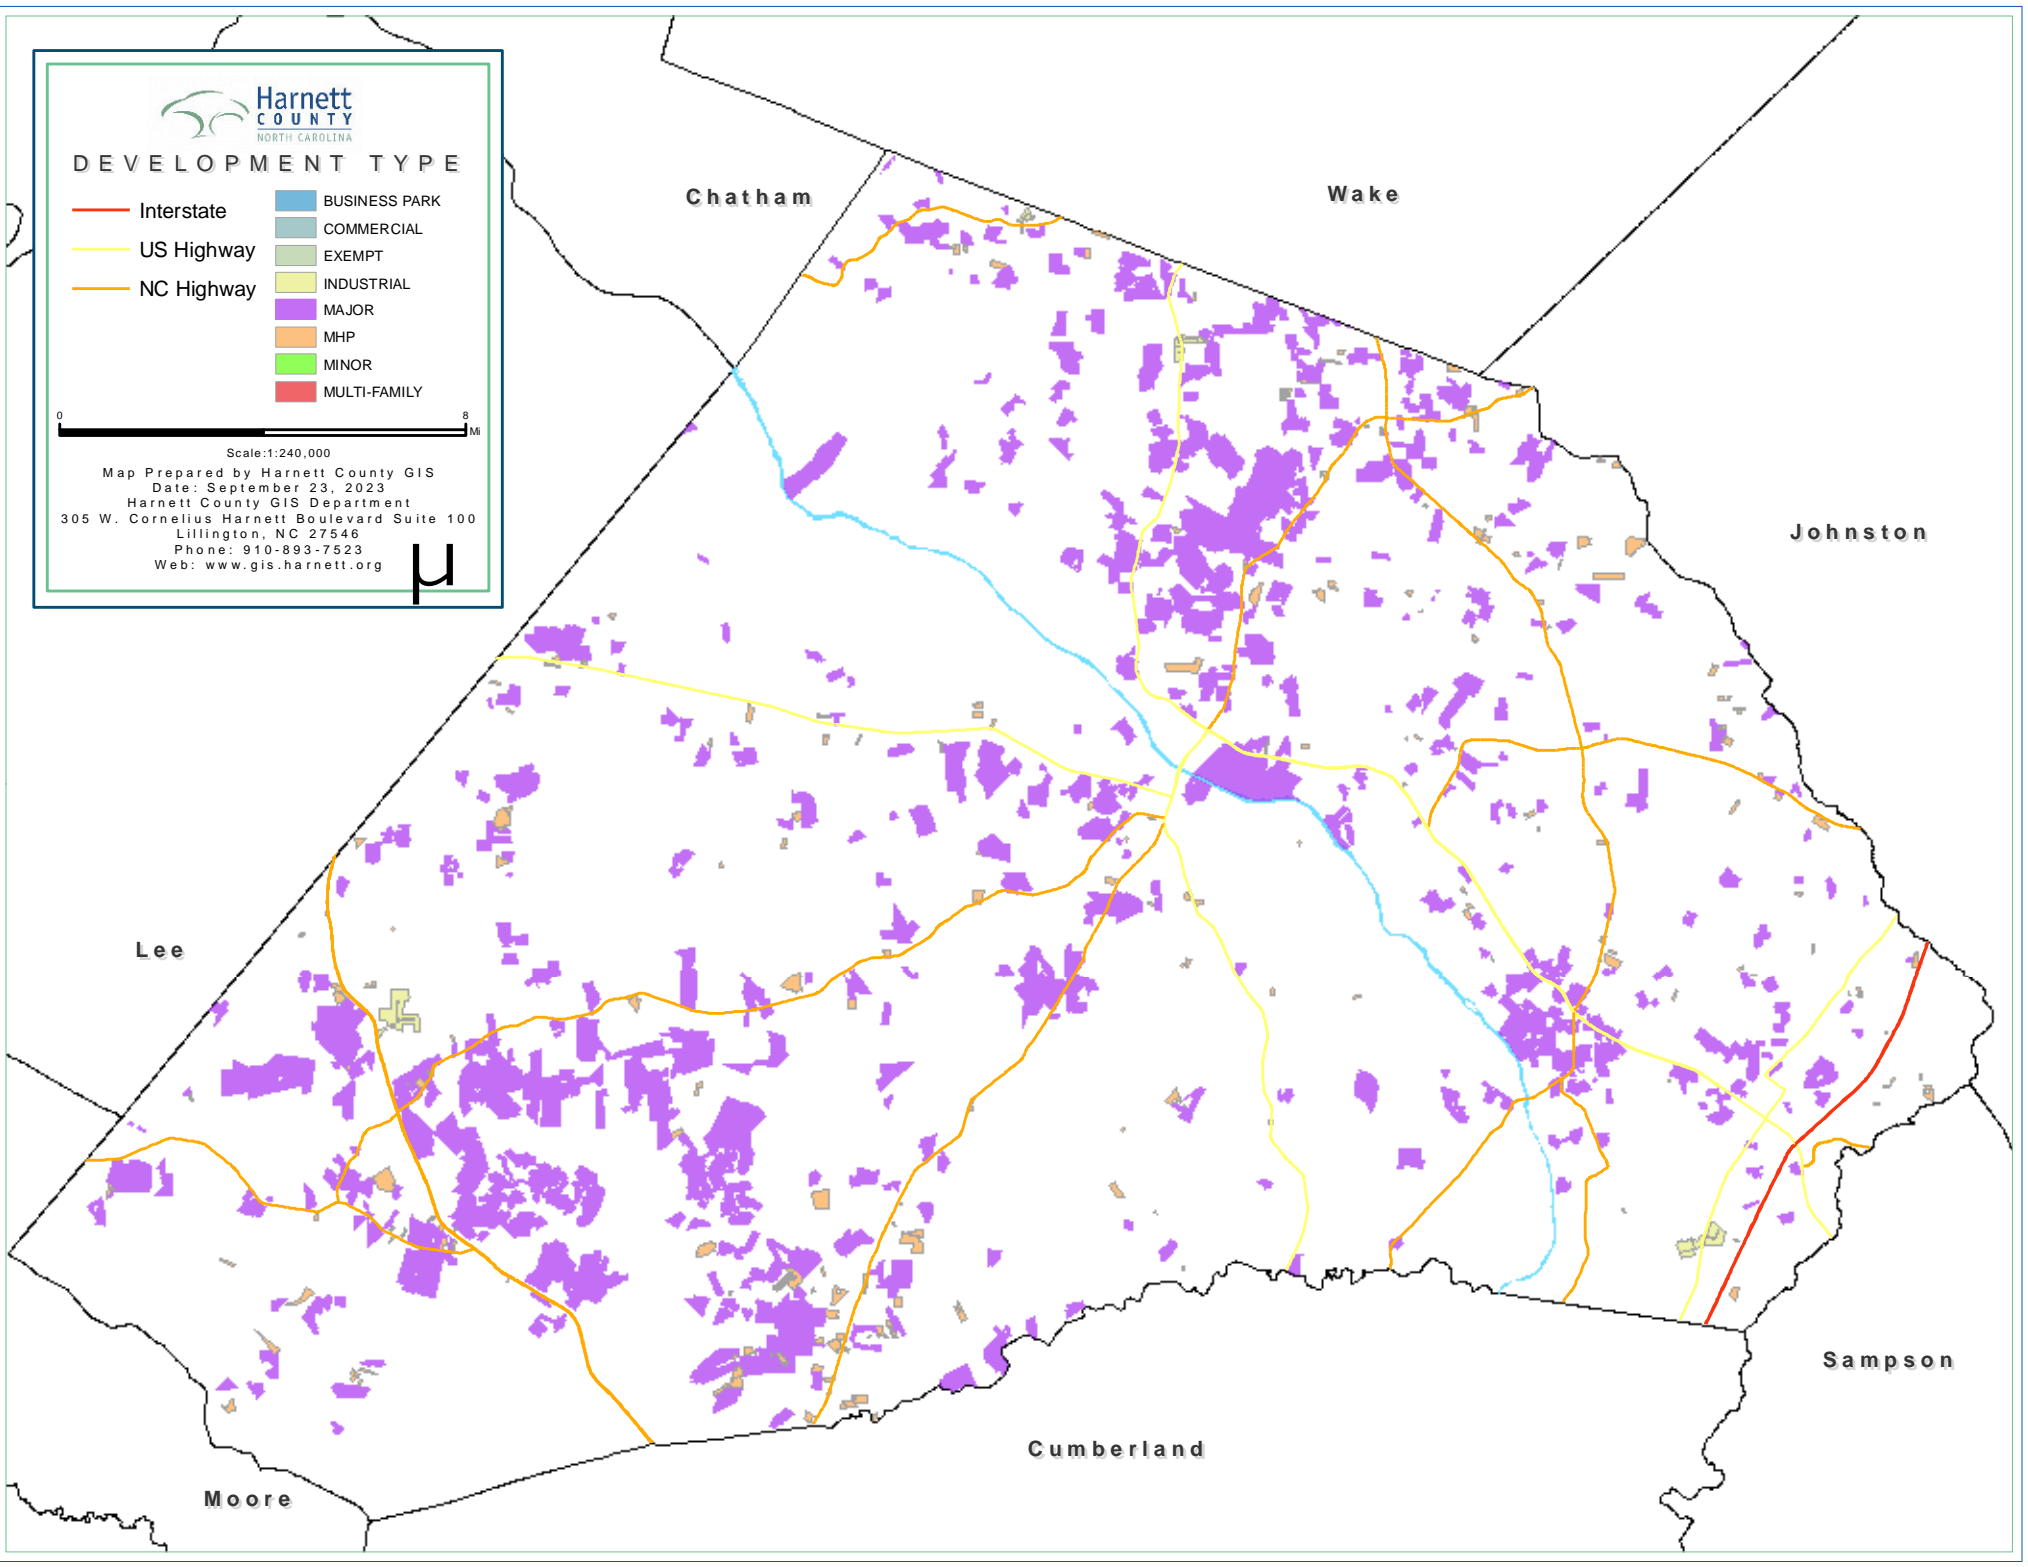 Harnett
COUNTY
NORTH CAROLINA
DEVELOPMENT TYPE
Interstate
US Highway
NC Highway
BUSINESS PARK
COMMERCIAL
EXEMPT
INDUSTRIAL
MAJOR
MHP
MINOR
MULTI-FAMILY
0 8
Mi
Scale:1:240,000
Map Prepared by Harnett County GIS
Date: September 23, 2023
Harnett County GIS Department
305 W. Cornelius Harnett Boulevard Suite 100
Lillington, NC 27546
Phone: 910-893-7523
Web: www.gis.harnett.org
µ
Chatham
Wake
Johnston
Lee
Sampson
Cumberland
Moore